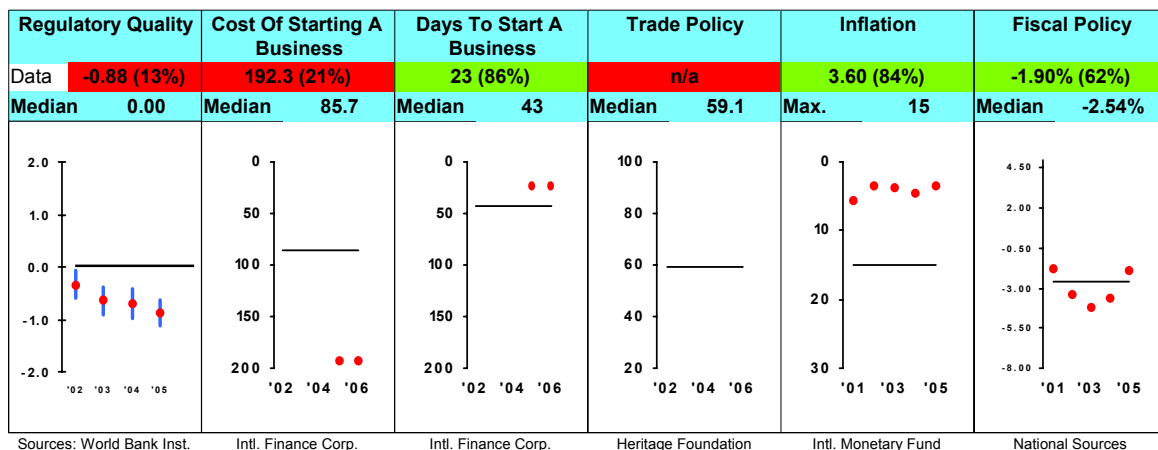 Regulatory Quality
Cost Of Starting A
Business
Days To Start A
Business
Trade Policy
Inflation
Fiscal Policy
Data -0.88 (13%)
192.3 (21%)
23 (86%)
n/a
3.60 (84%)
-1.90% (62%)
Median 0.00
Median 85.7
Median 43
Median 59.1
Max. 15
Median -2.54%
2.0
1.0
0.0
-1.0
-2.0
'02 '03 '04 '05
0
50
100
150
200
'02 '04 '06
0
50
100
150
200
'02 '04 '06
100
80
60
40
20
'02 '04 '06
0
10
20
30
'01 '03 '05
4.50
2.00
-0.50
-3.00
-5.50
-8.00
'01 '03 '05
Sources: World Bank Inst.
Intl. Finance Corp.
Intl. Finance Corp.
Heritage Foundation
Intl. Monetary Fund
National Sources